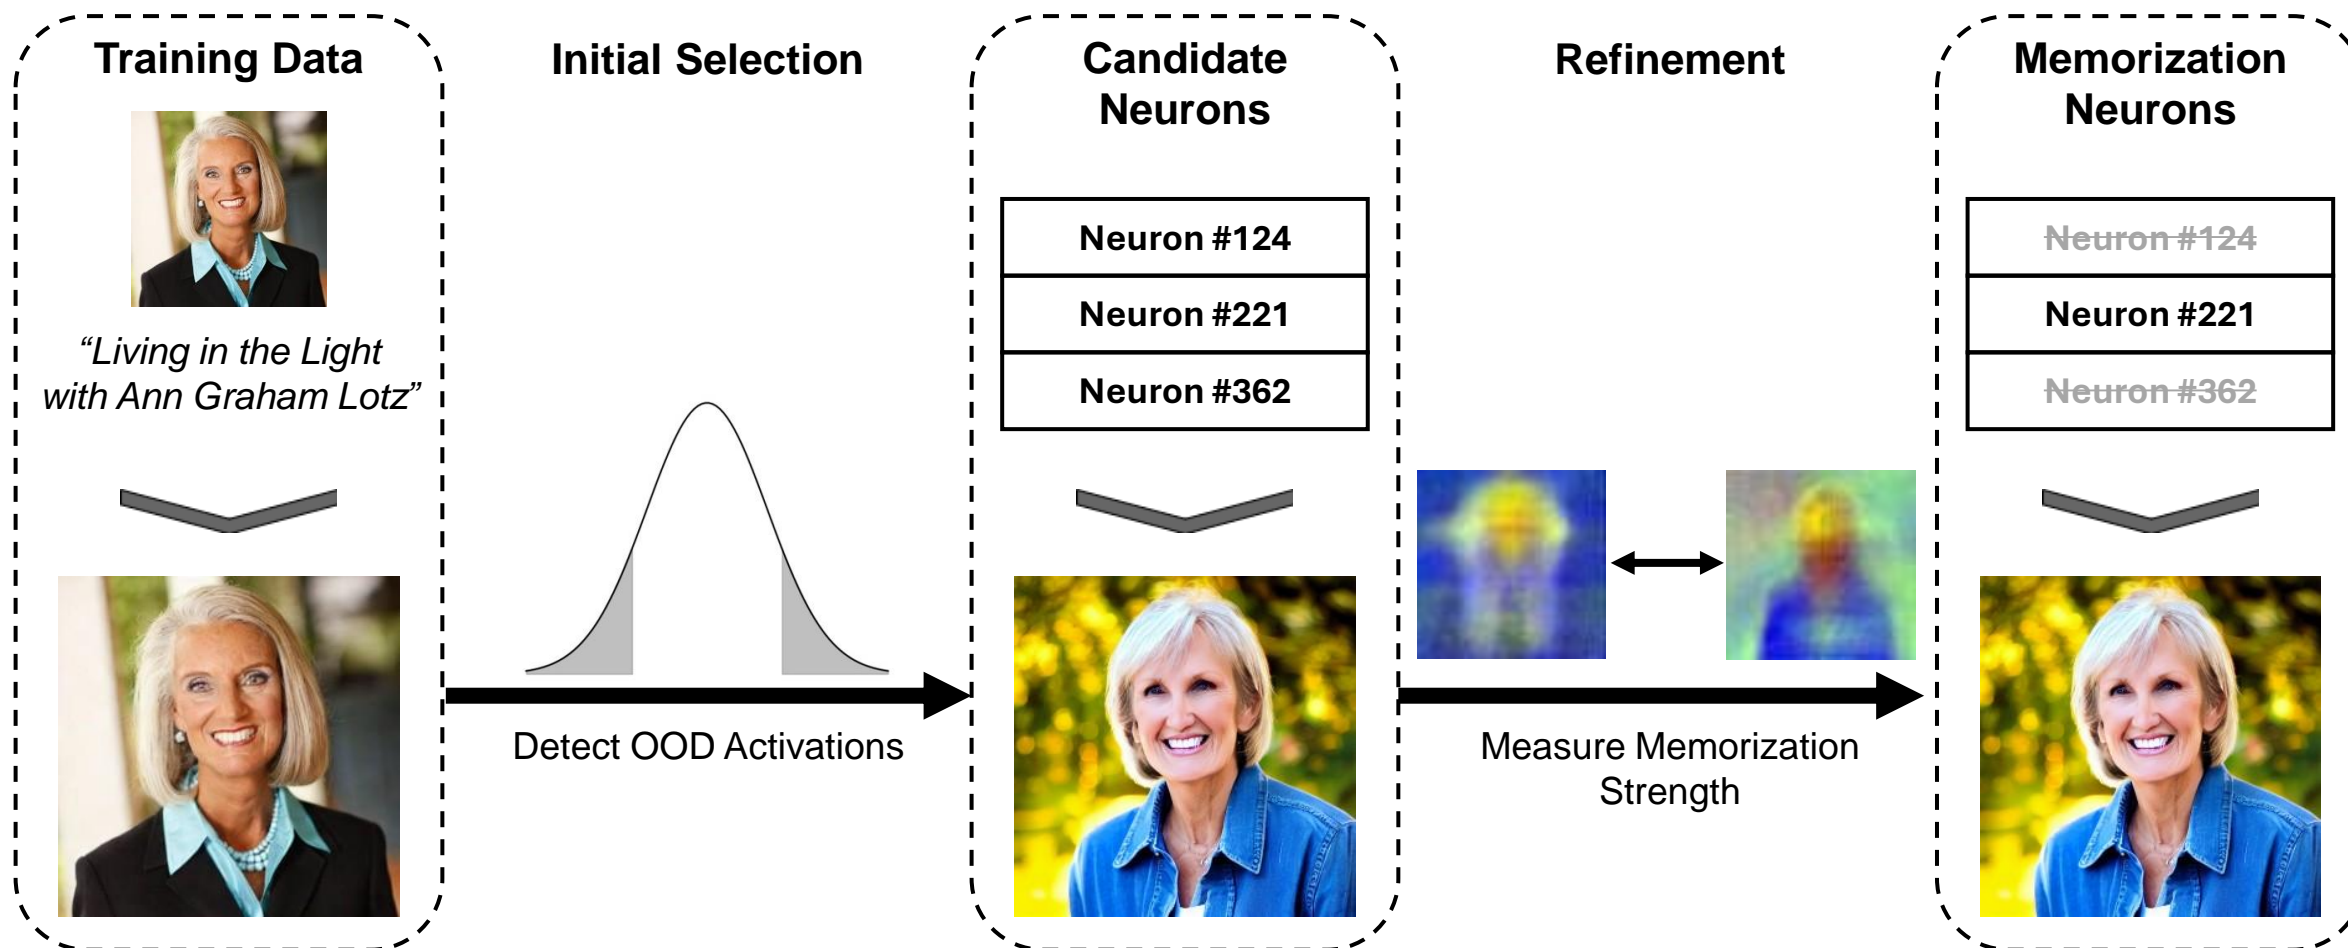 Training Data
“Living in the Light
with Ann Graham Lotz”
Initial Selection
Detect OOD Activations
Candidate
Neurons
Neuron #124
Neuron #221
Neuron #362
Refinement
Measure Memorization
Strength
Memorization
Neurons
Neuron #124
Neuron #221
Neuron #362